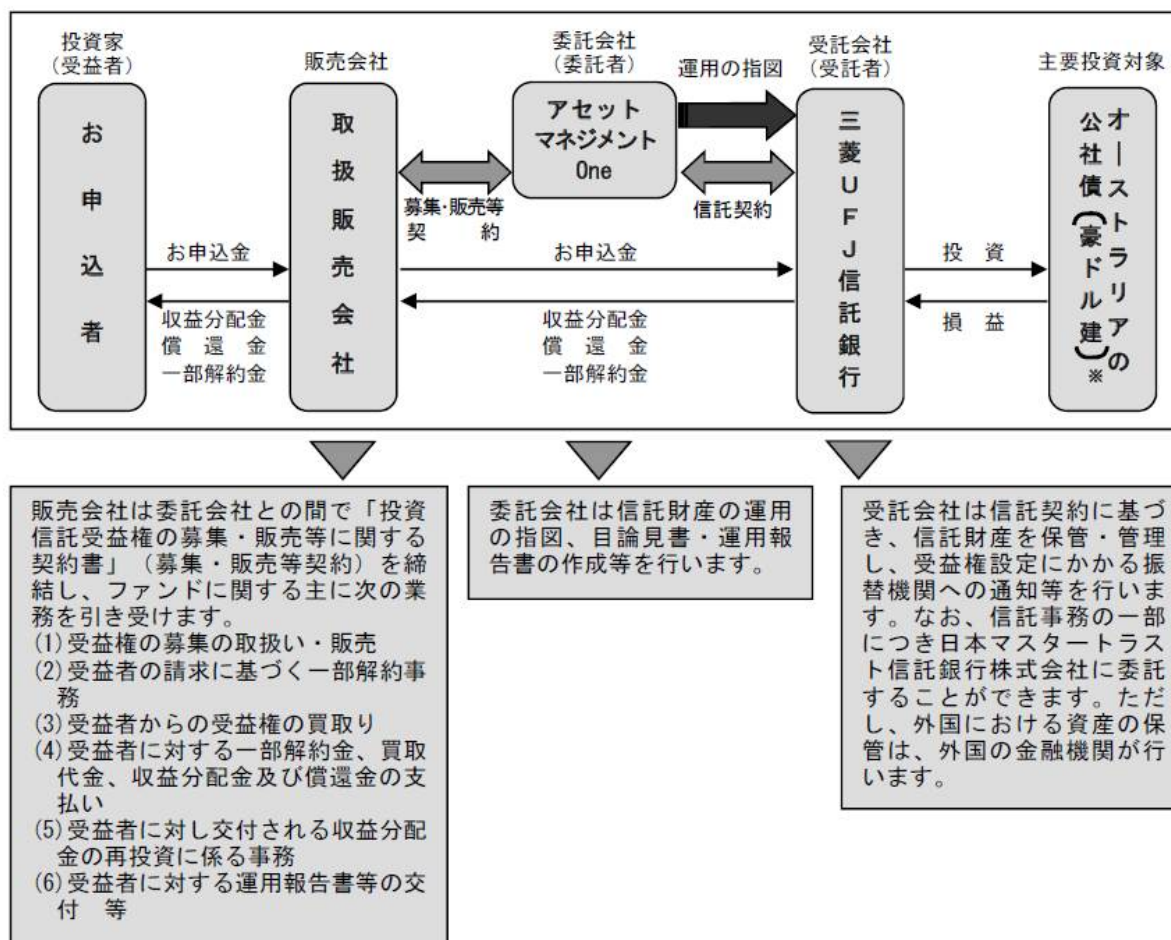 投資家
（受益者）
お申込者
販売会社
取扱販売会社
委託会社
（委託者）
アセット
マネジメント
One
運用の指図
受託会社
（受託者）
三菱ＵＦＪ信託銀行
主要投資対象
オーストラリアの
公社債（豪ドル建）※
募集・販売等
契　約
信託契約
お申込金
収益分配金
償　還　金
一部解約金
お申込金
収益分配金
償　還　金
一部解約金
投　資
損　益
販売会社は委託会社との間で「投資
信託受益権の募集・販売等に関する
契約書」（募集・販売等契約）を締
結し、ファンドに関する主に次の業
務を引き受けます。
(1)受益権の募集の取扱い・販売
(2)受益者の請求に基づく一部解約事
務
(3)受益者からの受益権の買取り
(4)受益者に対する一部解約金、買取
代金、収益分配金及び償還金の支
払い
(5)受益者に対し交付される収益分配
金の再投資に係る事務
(6)受益者に対する運用報告書等の交
付　等
委託会社は信託財産の運用
の指図、目論見書・運用報
告書の作成等を行います。
受託会社は信託契約に基づ
き、信託財産を保管・管理
し、受益権設定にかかる振
替機関への通知等を行いま
す。なお、信託事務の一部
につき日本マスタートラス
ト信託銀行株式会社に委託
することができます。ただ
し、外国における資産の保
管は、外国の金融機関が行
います。